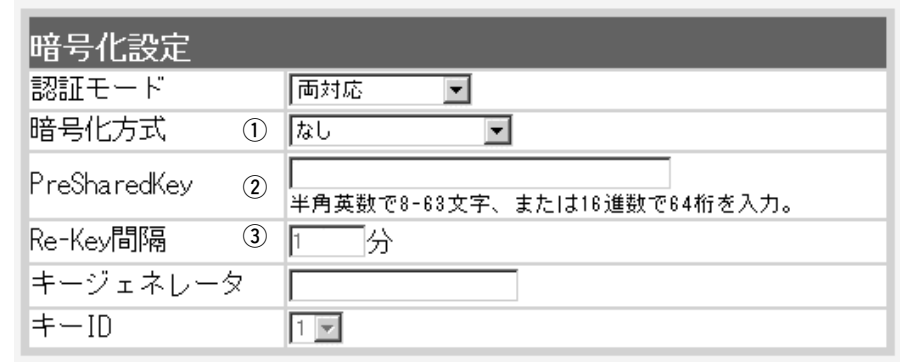 暗号化設定
認証モード 両対応
暗号化方式 ① なし
PreSharedKey ②
半角英数で8-63文字、または16進数で64桁を入力。
Re-Key間隔 ③ 1 分
キージェネレータ
キーID 1